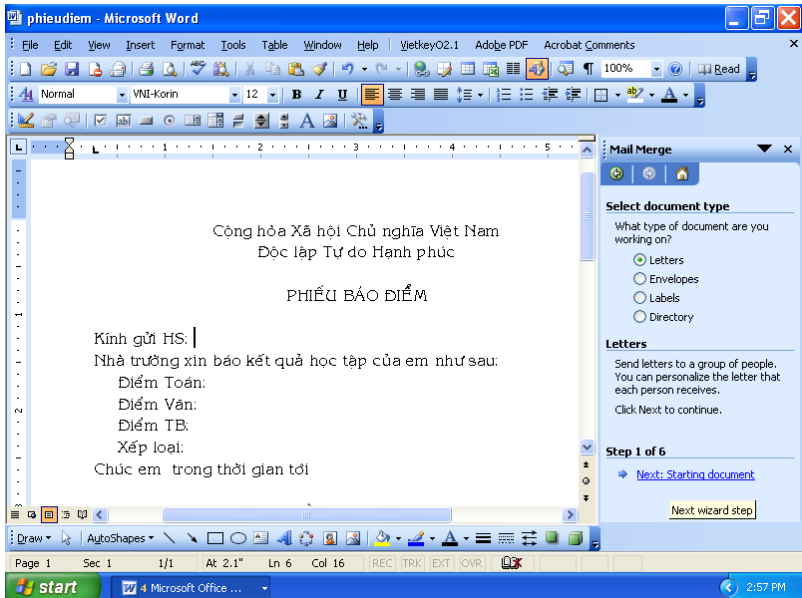 phieudiem - Microsoft Word
File Edit View Insert Format Tools Table Window Help VietkeyO2.1 Adobe PDF Acrobat Comments
100% Read
Normal VNI-Korin 12 B I U
1 2 3 4 5
Mail Merge
Select document type
What type of document are you
working on?
Letters
Envelopes
Labels
Directory
Letters
Send letters to a group of people.
You can personalize the letter that
each person receives.
Click Next to continue.
Step 1 of 6
Next: Starting document
Next wizard step
Cộng hòa Xã hội Chủ nghĩa Việt Nam
Độc lập Tự do Hạnh phúc
PHIẾU BÁO ĐIỂM
Kính gửi HS:
Nhà trường xin báo kết quả học tập của em như sau:
Điểm Toán:
Điểm Văn:
Điểm TB:
Xếp loại:
Chúc em trong thời gian tới
Draw AutoShapes
Page 1 Sec 1 1/1 At 2.1" Ln 6 Col 16 REC TRK EXT OVR
start 4 Microsoft Office ... 2:57 PM